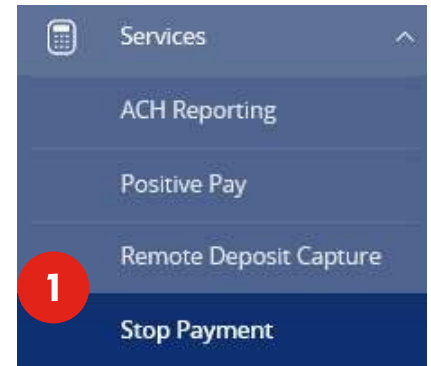 Services
ACH Reporting
Positive Pay
Remote Deposit Capture
1
Stop Payment